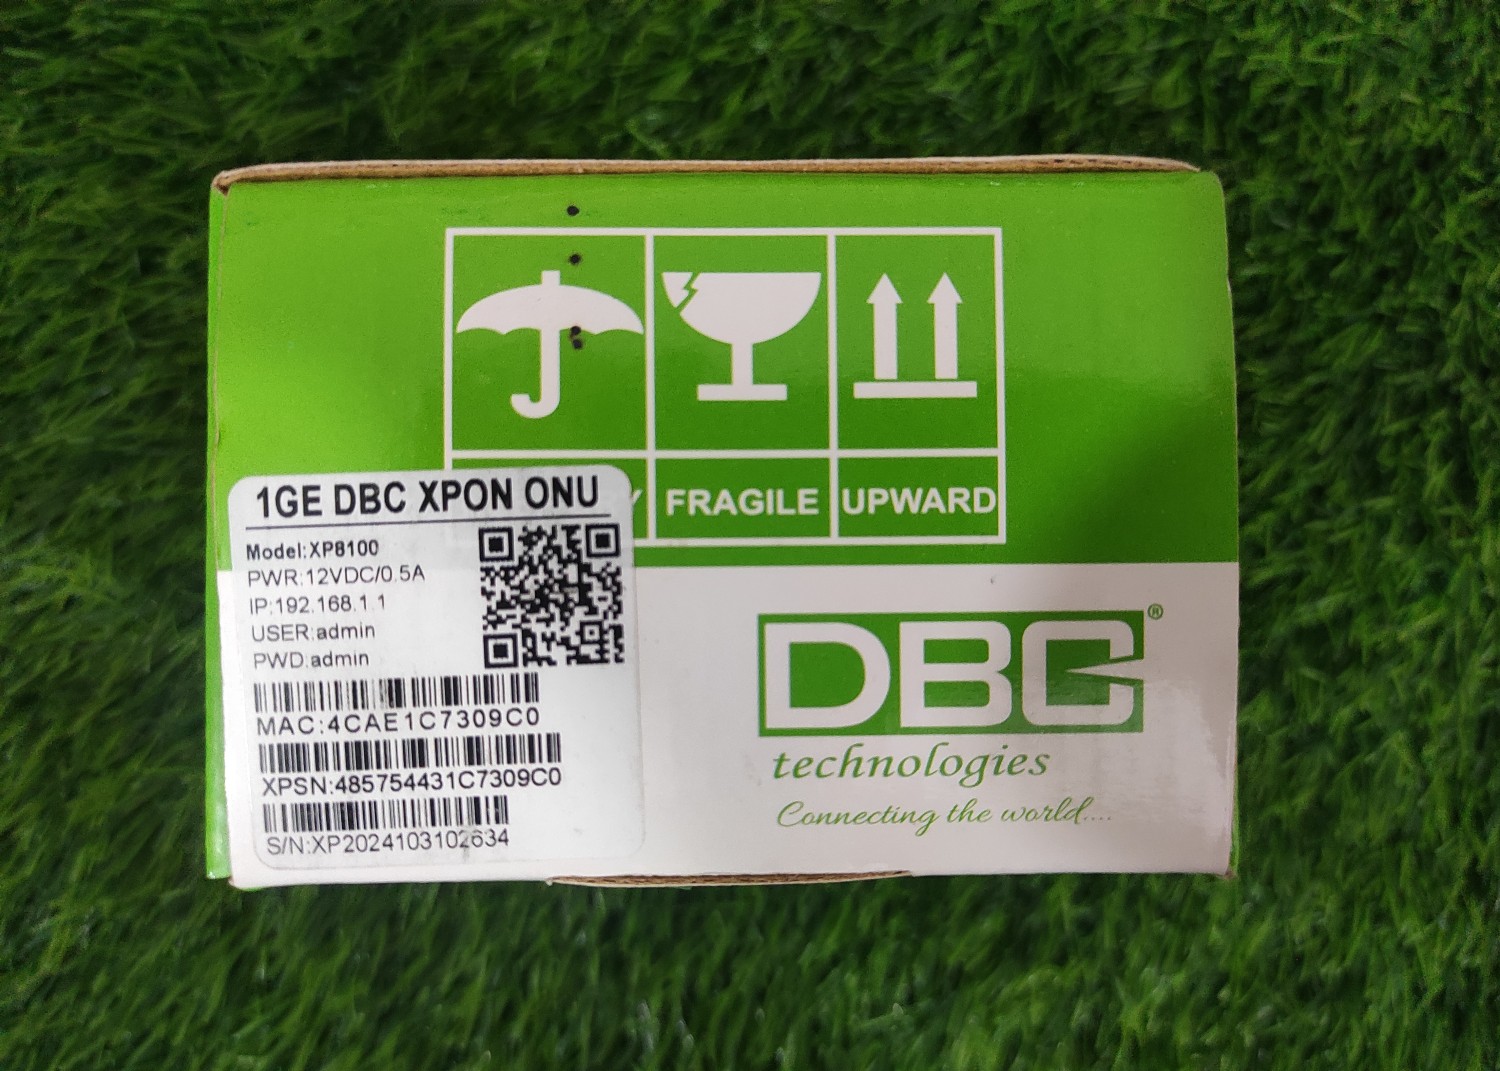 FRAGILE
UPWARD
1GE DBC XPON ONU
Model:XP8100
PWR:12VDC/0.5A
IP:192.168.1.1
USER:admin
PWD:admin
MAC:4CAE1C7309C0
XPSN:485754431C7309C0
S/N:XP2024103102634
DBC®
technologies
Connecting the world....